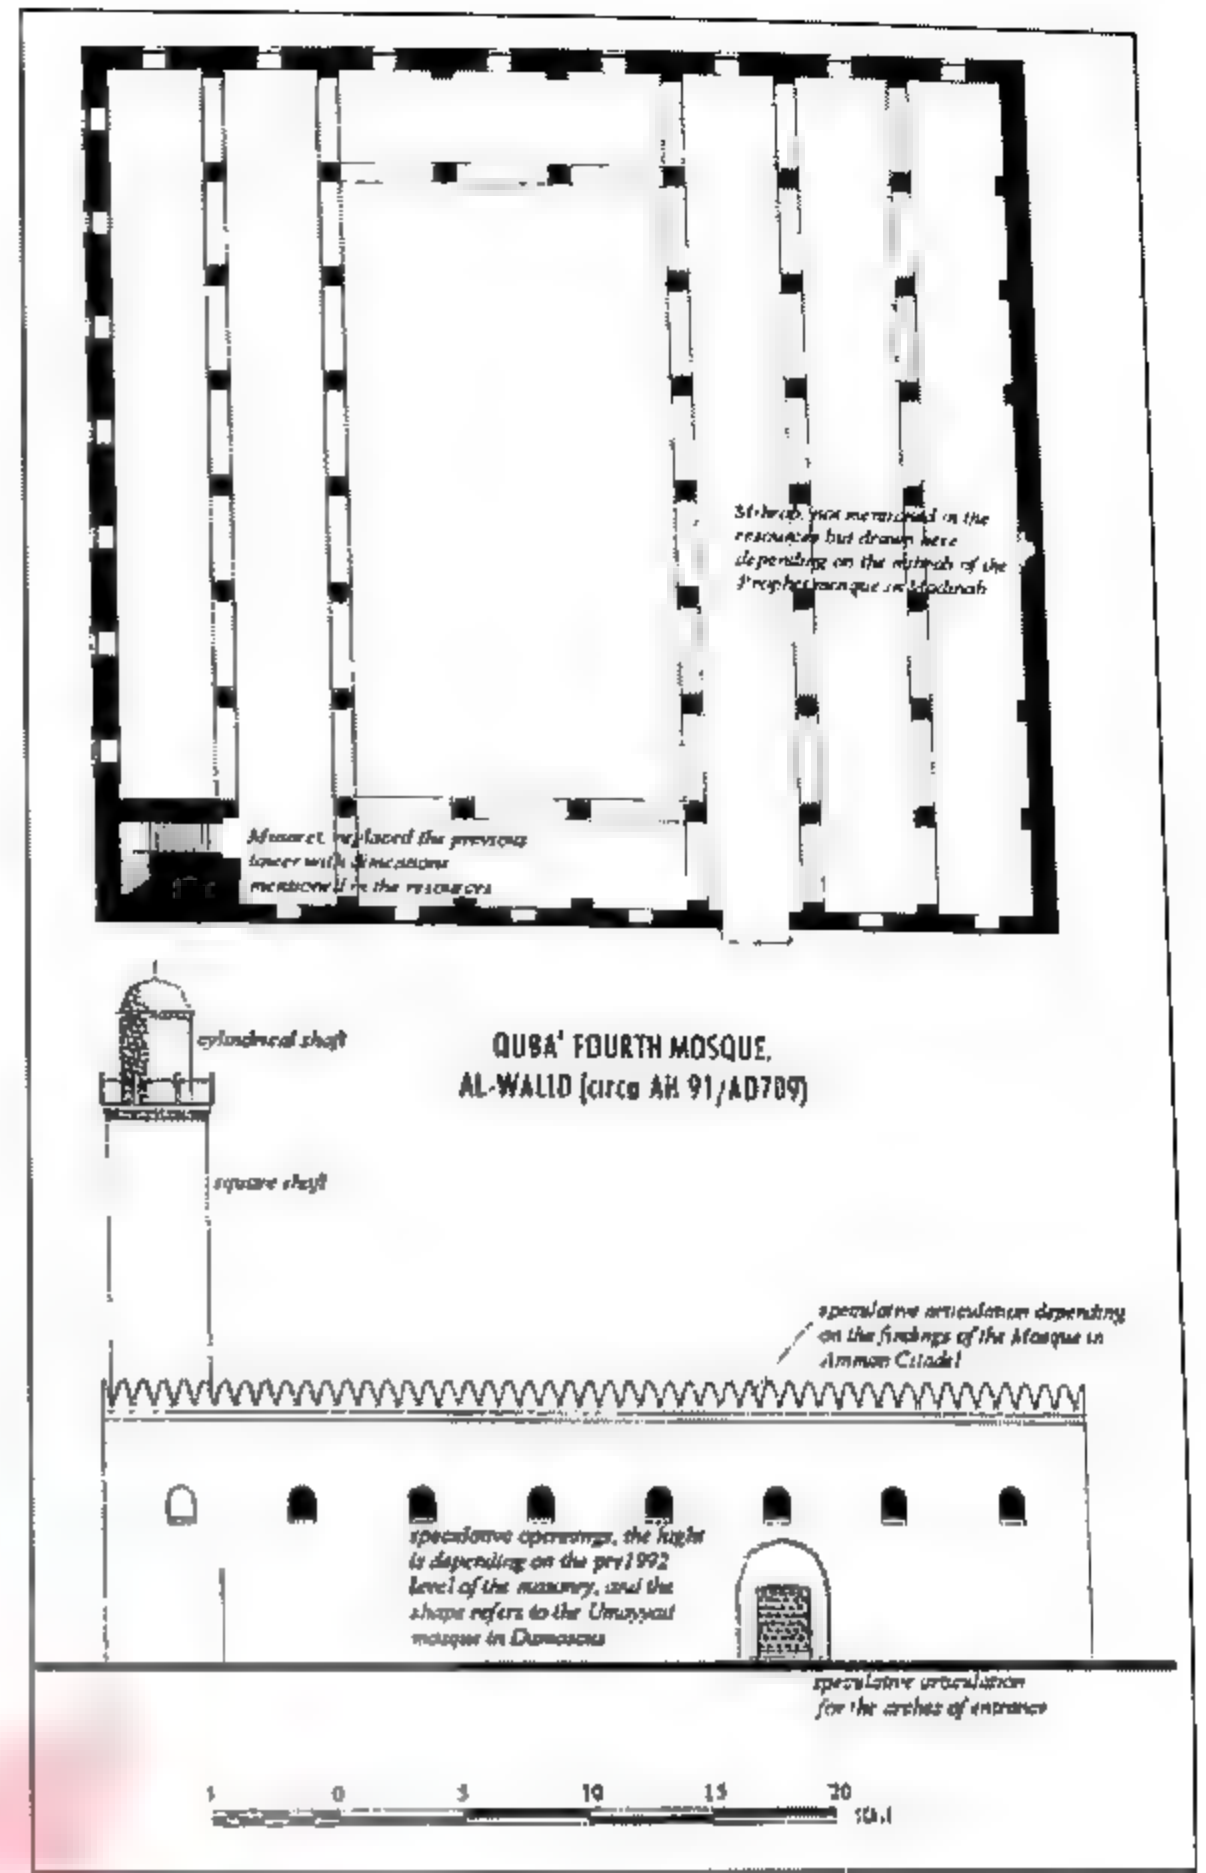 Mihrab, not mentioned in the
resources but drawn here
depending on the mihrab of the
Prophet mosque in Madinah
Minaret, replaced the previous
tower with dimensions
mentioned in the resources
cylindrical shaft
QUBA' FOURTH MOSQUE,
AL-WALID (circa AH 91/AD709)
square shaft
speculative articulation depending
on the findings of the Mosque in
Amman Citadel
speculative openings, the hight
is depending on the pre1992
level of the masonry, and the
shape refers to the Umayyad
mosque in Damascus
speculative articulation
for the arches of entrance
5 0 5 10 15 20
SCALE